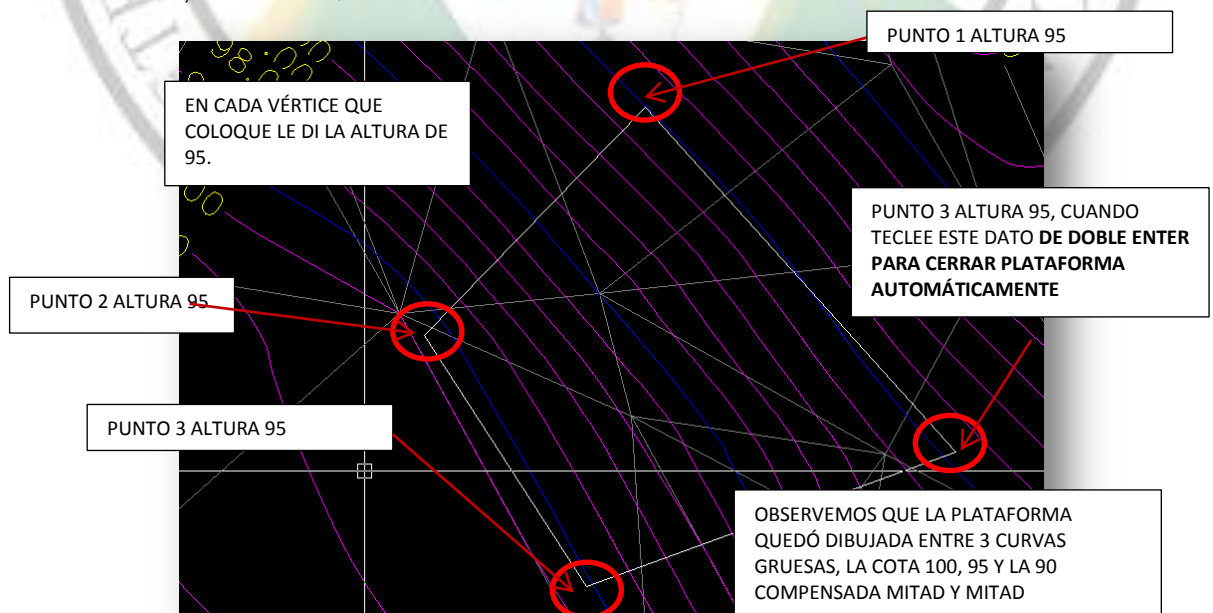 PUNTO 1 ALTURA 95
EN CADA VÉRTICE QUE
COLOQUE LE DI LA ALTURA DE
95.
PUNTO 3 ALTURA 95, CUANDO
TECLEE ESTE DATO DE DOBLE ENTER
PARA CERRAR PLATAFORMA
AUTOMÁTICAMENTE
PUNTO 2 ALTURA 95
PUNTO 3 ALTURA 95
OBSERVEMOS QUE LA PLATAFORMA
QUEDÓ DIBUJADA ENTRE 3 CURVAS
GRUESAS, LA COTA 100, 95 Y LA 90
COMPENSADA MITAD Y MITAD